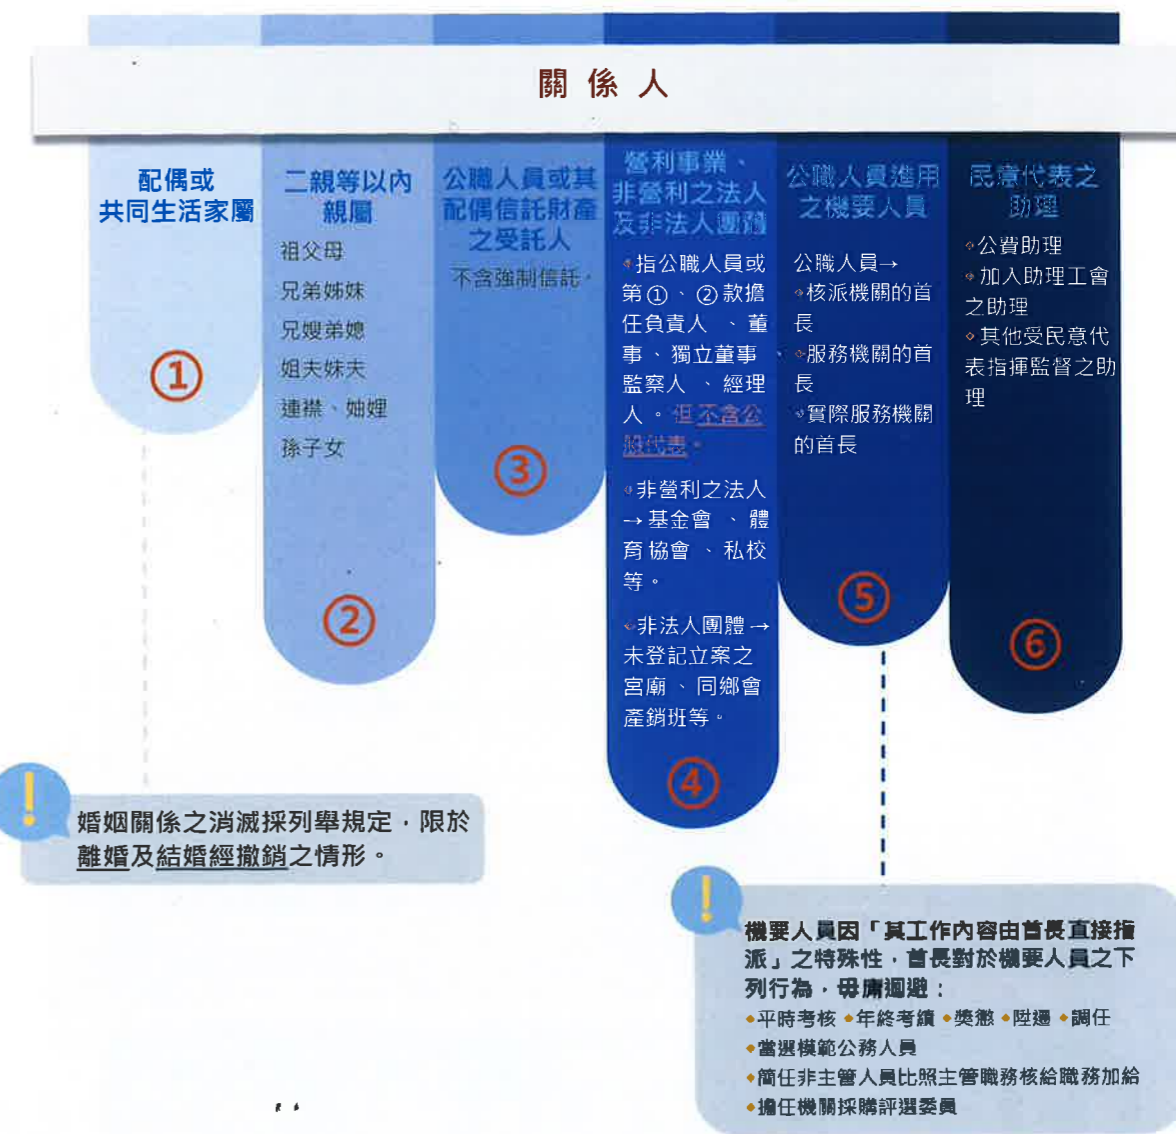 關係人
配偶或
共同生活家屬
①
二親等以內
親屬
祖父母
兄弟姊妹
兄嫂弟媳
姐夫妹夫
連襟、妯娌
孫子女
②
公職人員或其
配偶信託財產
之受託人
不含強制信託。
③
營利事業、
非營利之法人
及非法人團體
指公職人員或
第①、②款擔
任負責人、董
事、獨立董事、
監察人、經理
人。但不含公
股代表。
非營利之法人
→基金會、體
育協會、私校
等。
非法人團體→
未登記立案之
宮廟、同鄉會
產銷班等。
④
公職人員進用
之機要人員
公職人員→
核派機關的首
長
服務機關的首
長
實際服務機關
的首長
⑤
民意代表之
助理
公費助理
加入助理工會
之助理
其他受民意代
表指揮監督之助
理
⑥
!
婚姻關係之消滅採列舉規定，限於
離婚及結婚經撤銷之情形。
!
機要人員因「其工作內容由首長直接指
派」之特殊性，首長對於機要人員之下
列行為，毋庸迴避：
◆平時考核 ◆年終考績 ◆獎懲 ◆陞遷 ◆調任
◆當選模範公務人員
◆簡任非主管人員比照主管職務核給職務加給
◆擔任機關採購評選委員